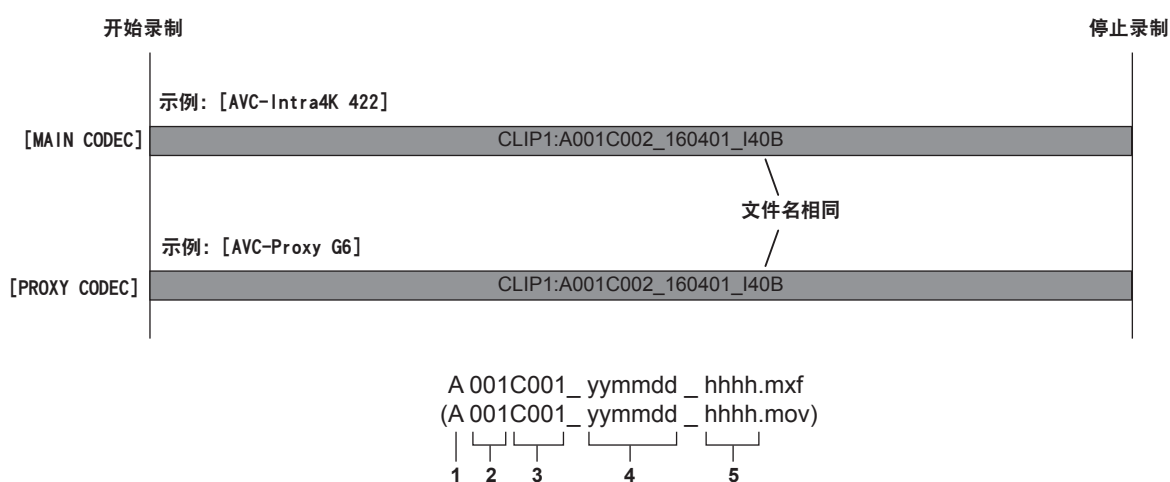 开始录制
停止录制
示例：[AVC-Intra4K 422]
[MAIN CODEC]
CLIP1:A001C002_160401_I40B
文件名相同
示例：[AVC-Proxy G6]
[PROXY CODEC]
CLIP1:A001C002_160401_I40B
A 001C001_ yymmdd _ hhhh.mxf
(A 001C001_ yymmdd _ hhhh.mov)
1 2 3 4 5